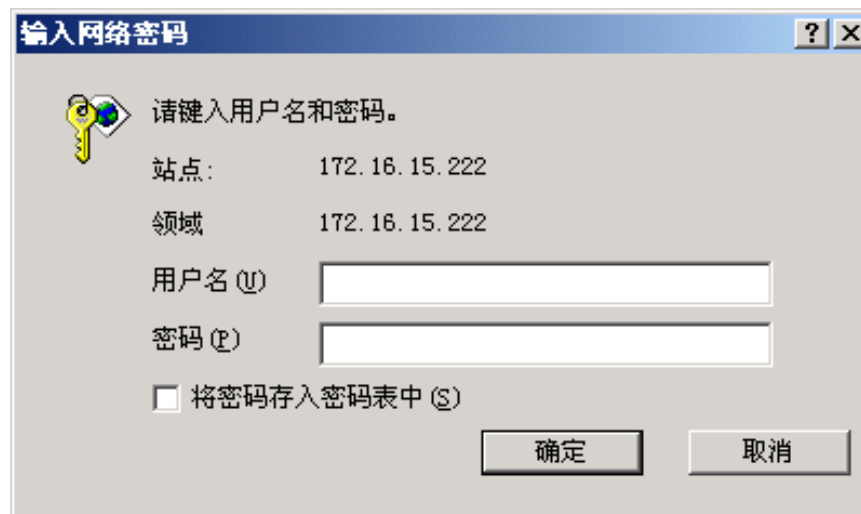 输入网络密码
请键入用户名和密码。
站点: 172.16.15.222
领域 172.16.15.222
用户名(U)
密码(P)
将密码存入密码表中(S)
确定 取消